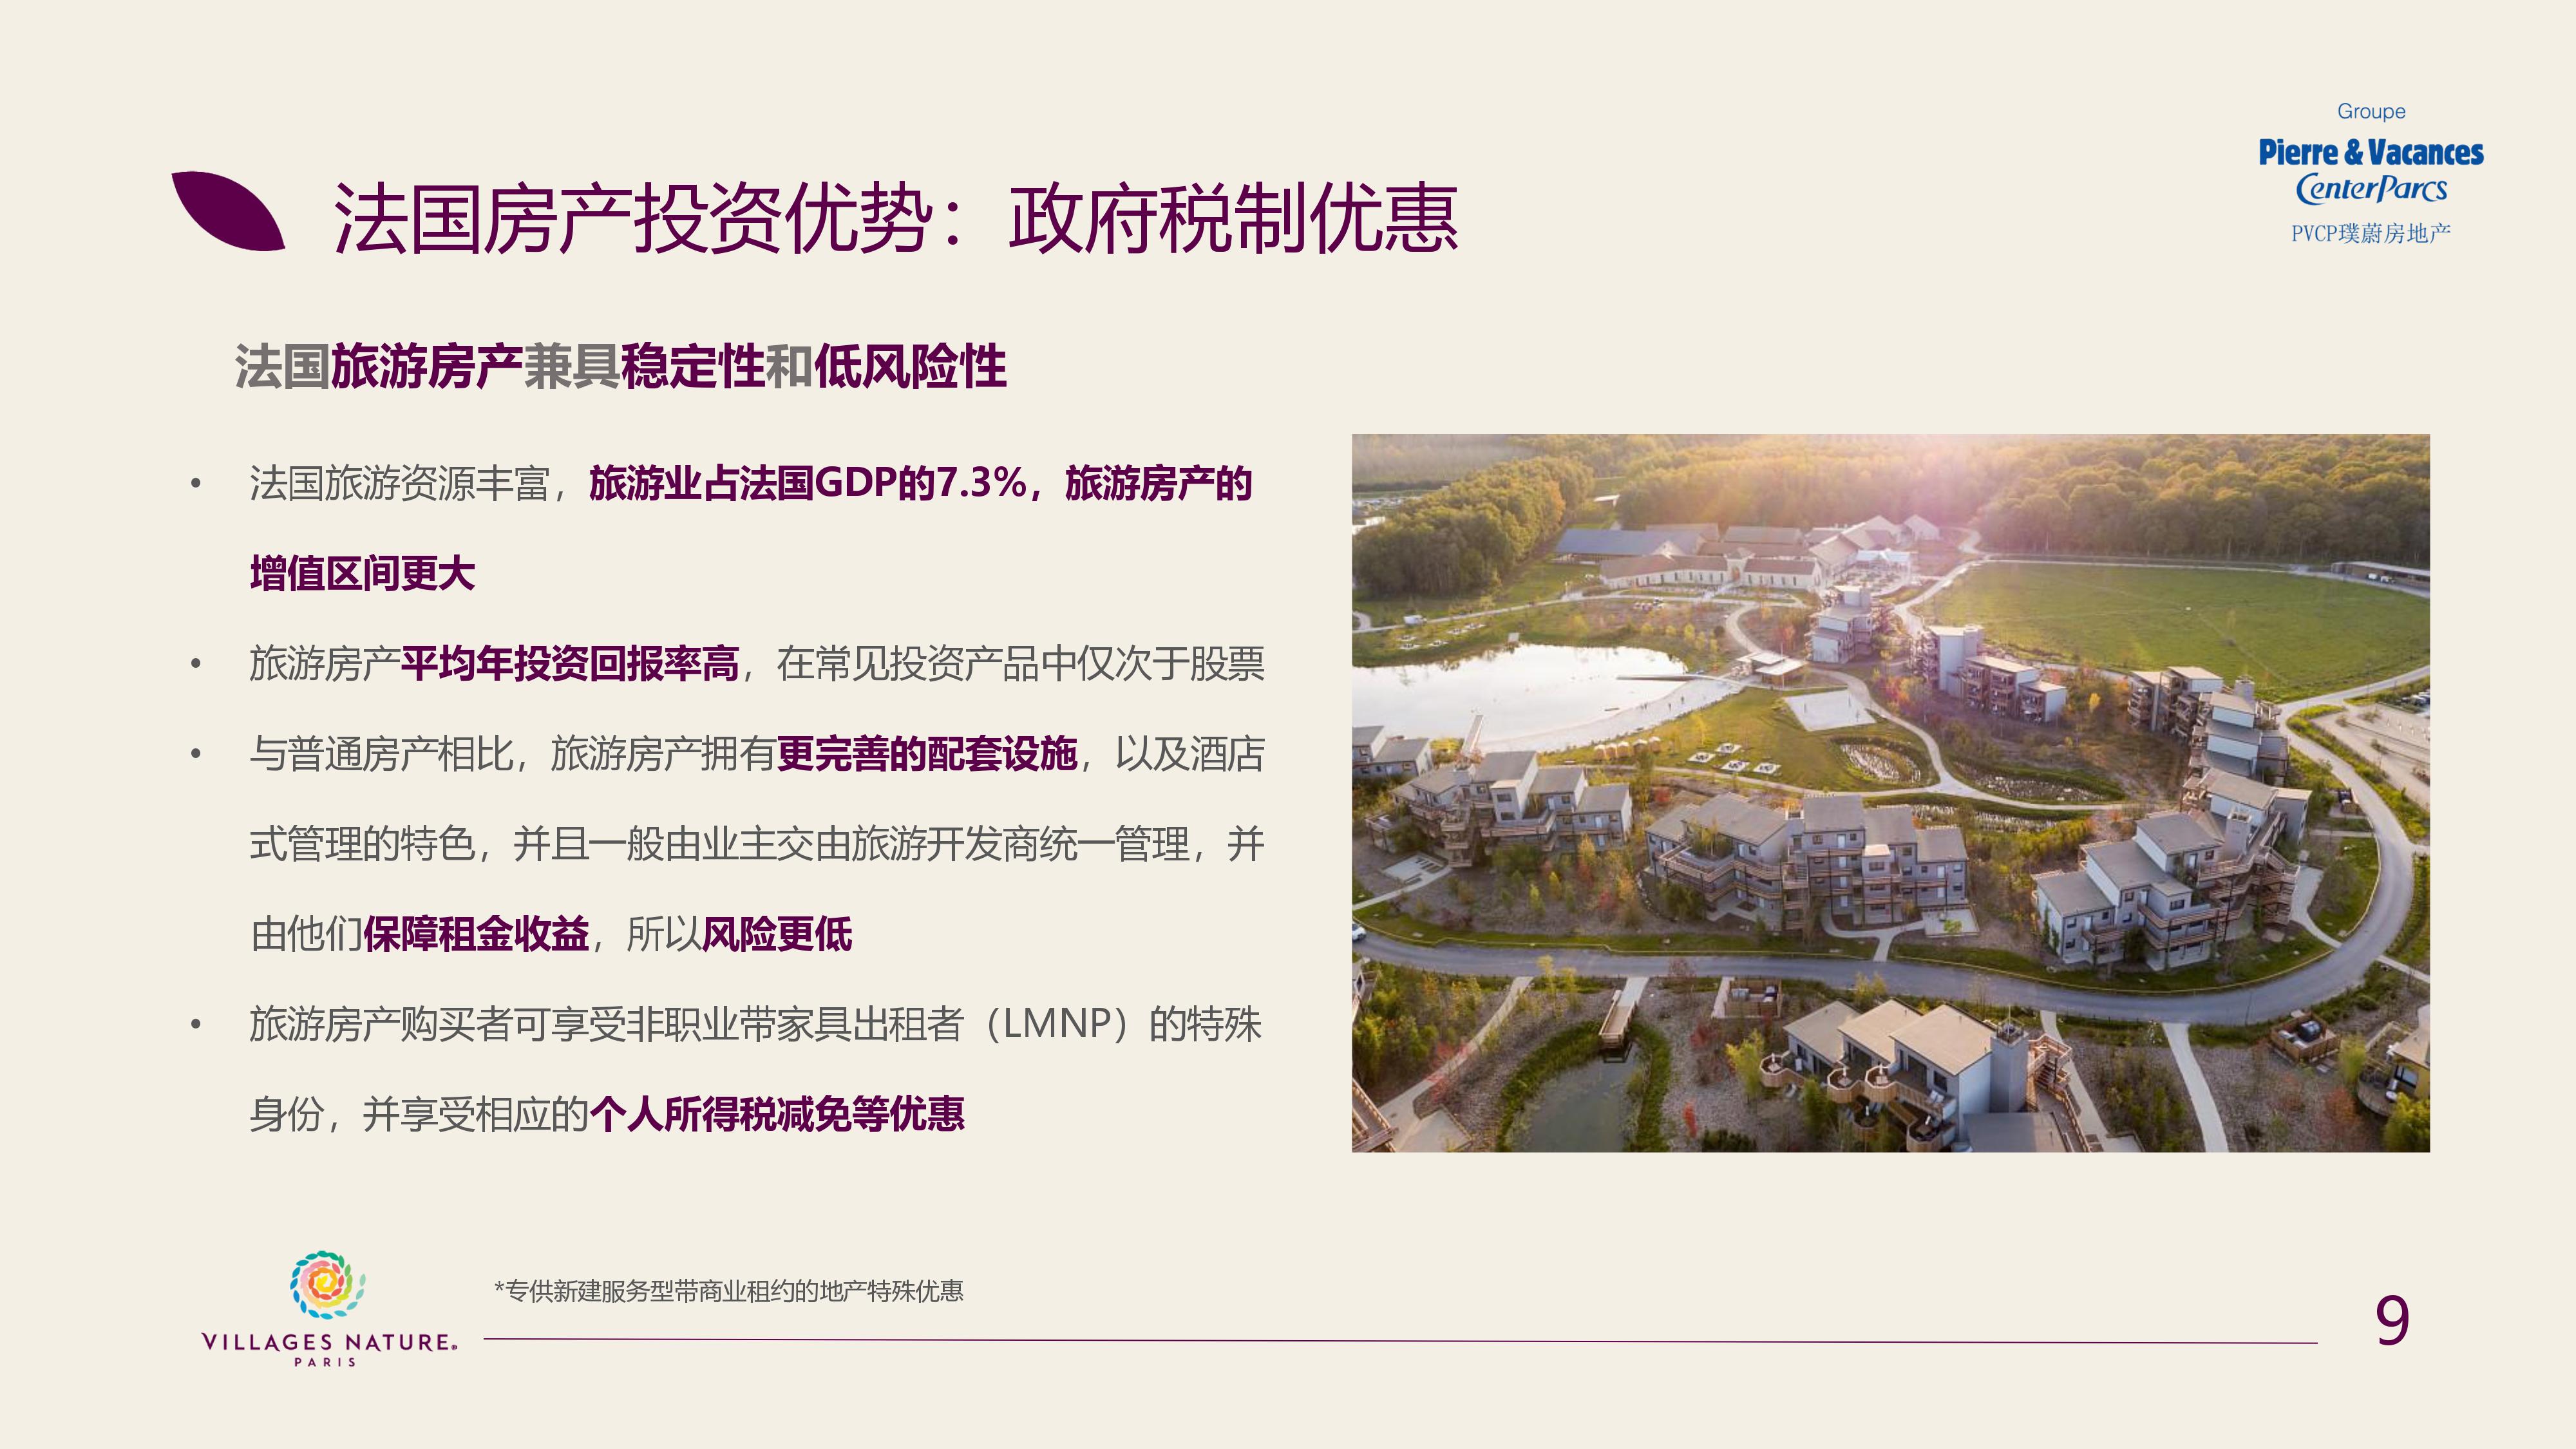 Groupe
Pierre & Vacances
CenterParcs
PVCP璞蔚房地产
法国房产投资优势：政府税制优惠
法国旅游房产兼具稳定性和低风险性
• 法国旅游资源丰富，旅游业占法国GDP的7.3%，旅游房产的
增值区间更大
• 旅游房产平均年投资回报率高，在常见投资产品中仅次于股票
• 与普通房产相比，旅游房产拥有更完善的配套设施，以及酒店
式管理的特色，并且一般由业主交由旅游开发商统一管理，并
由他们保障租金收益，所以风险更低
• 旅游房产购买者可享受非职业带家具出租者（LMNP）的特殊
身份，并享受相应的个人所得税减免等优惠
*专供新建服务型带商业租约的地产特殊优惠
VILLAGES NATURE®
PARIS
9